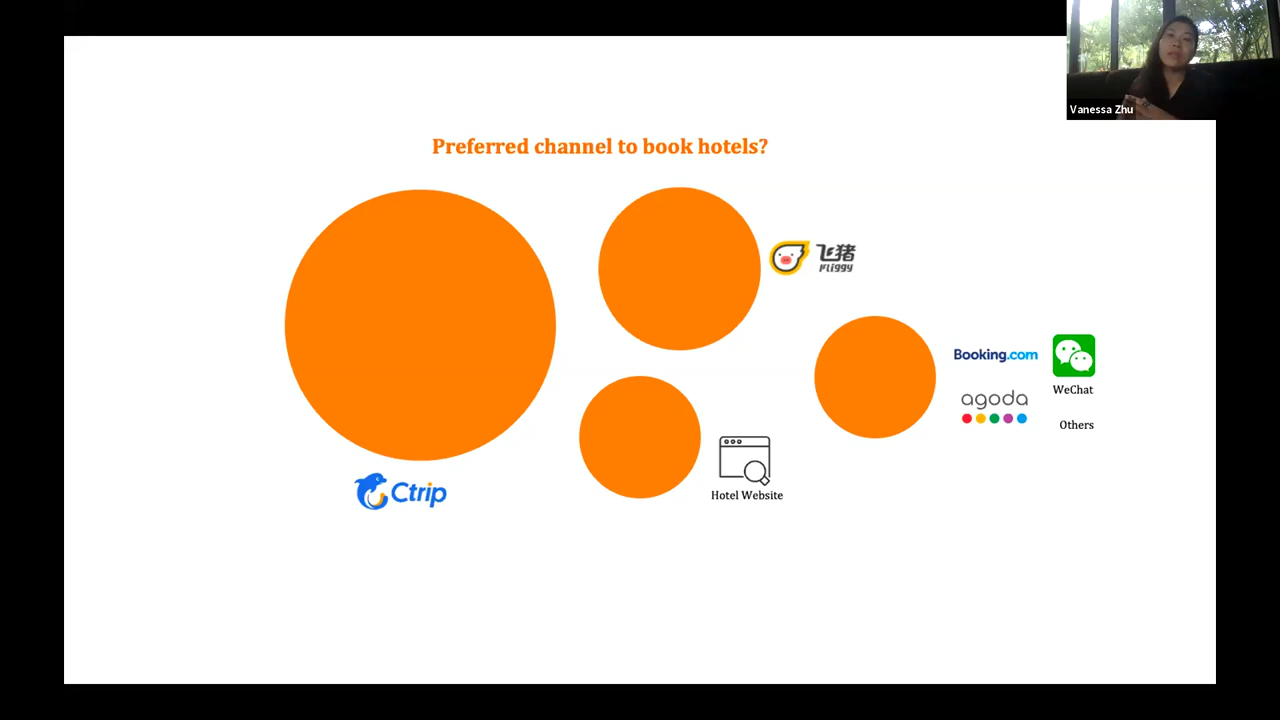 Vanessa Zhu
Preferred channel to book hotels?
飞猪
Fliggy
Booking.com
WeChat
agoda
Others
Ctrip
Hotel Website